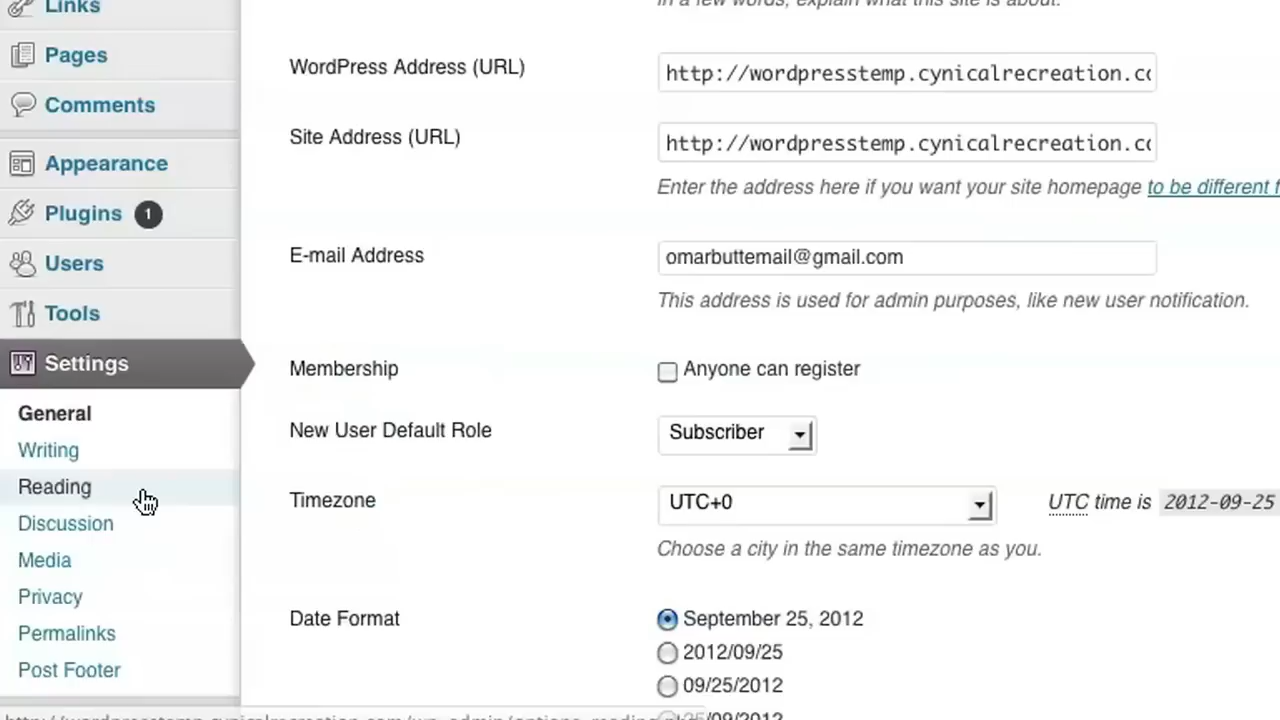 Links
Pages
Comments
Appearance
Plugins 1
Users
Tools
Settings
General
Writing
Reading
Discussion
Media
Privacy
Permalinks
Post Footer
In a few words, explain what this site is about.
WordPress Address (URL)
http://wordpresstemp.cynicalrecreation.co
Site Address (URL)
http://wordpresstemp.cynicalrecreation.co
Enter the address here if you want your site homepage to be different f
E-mail Address
omarbuttemail@gmail.com
This address is used for admin purposes, like new user notification.
Membership
Anyone can register
New User Default Role
Subscriber
Timezone
UTC+0
UTC time is 2012-09-25
Choose a city in the same timezone as you.
Date Format
September 25, 2012
2012/09/25
09/25/2012
25/09/2012